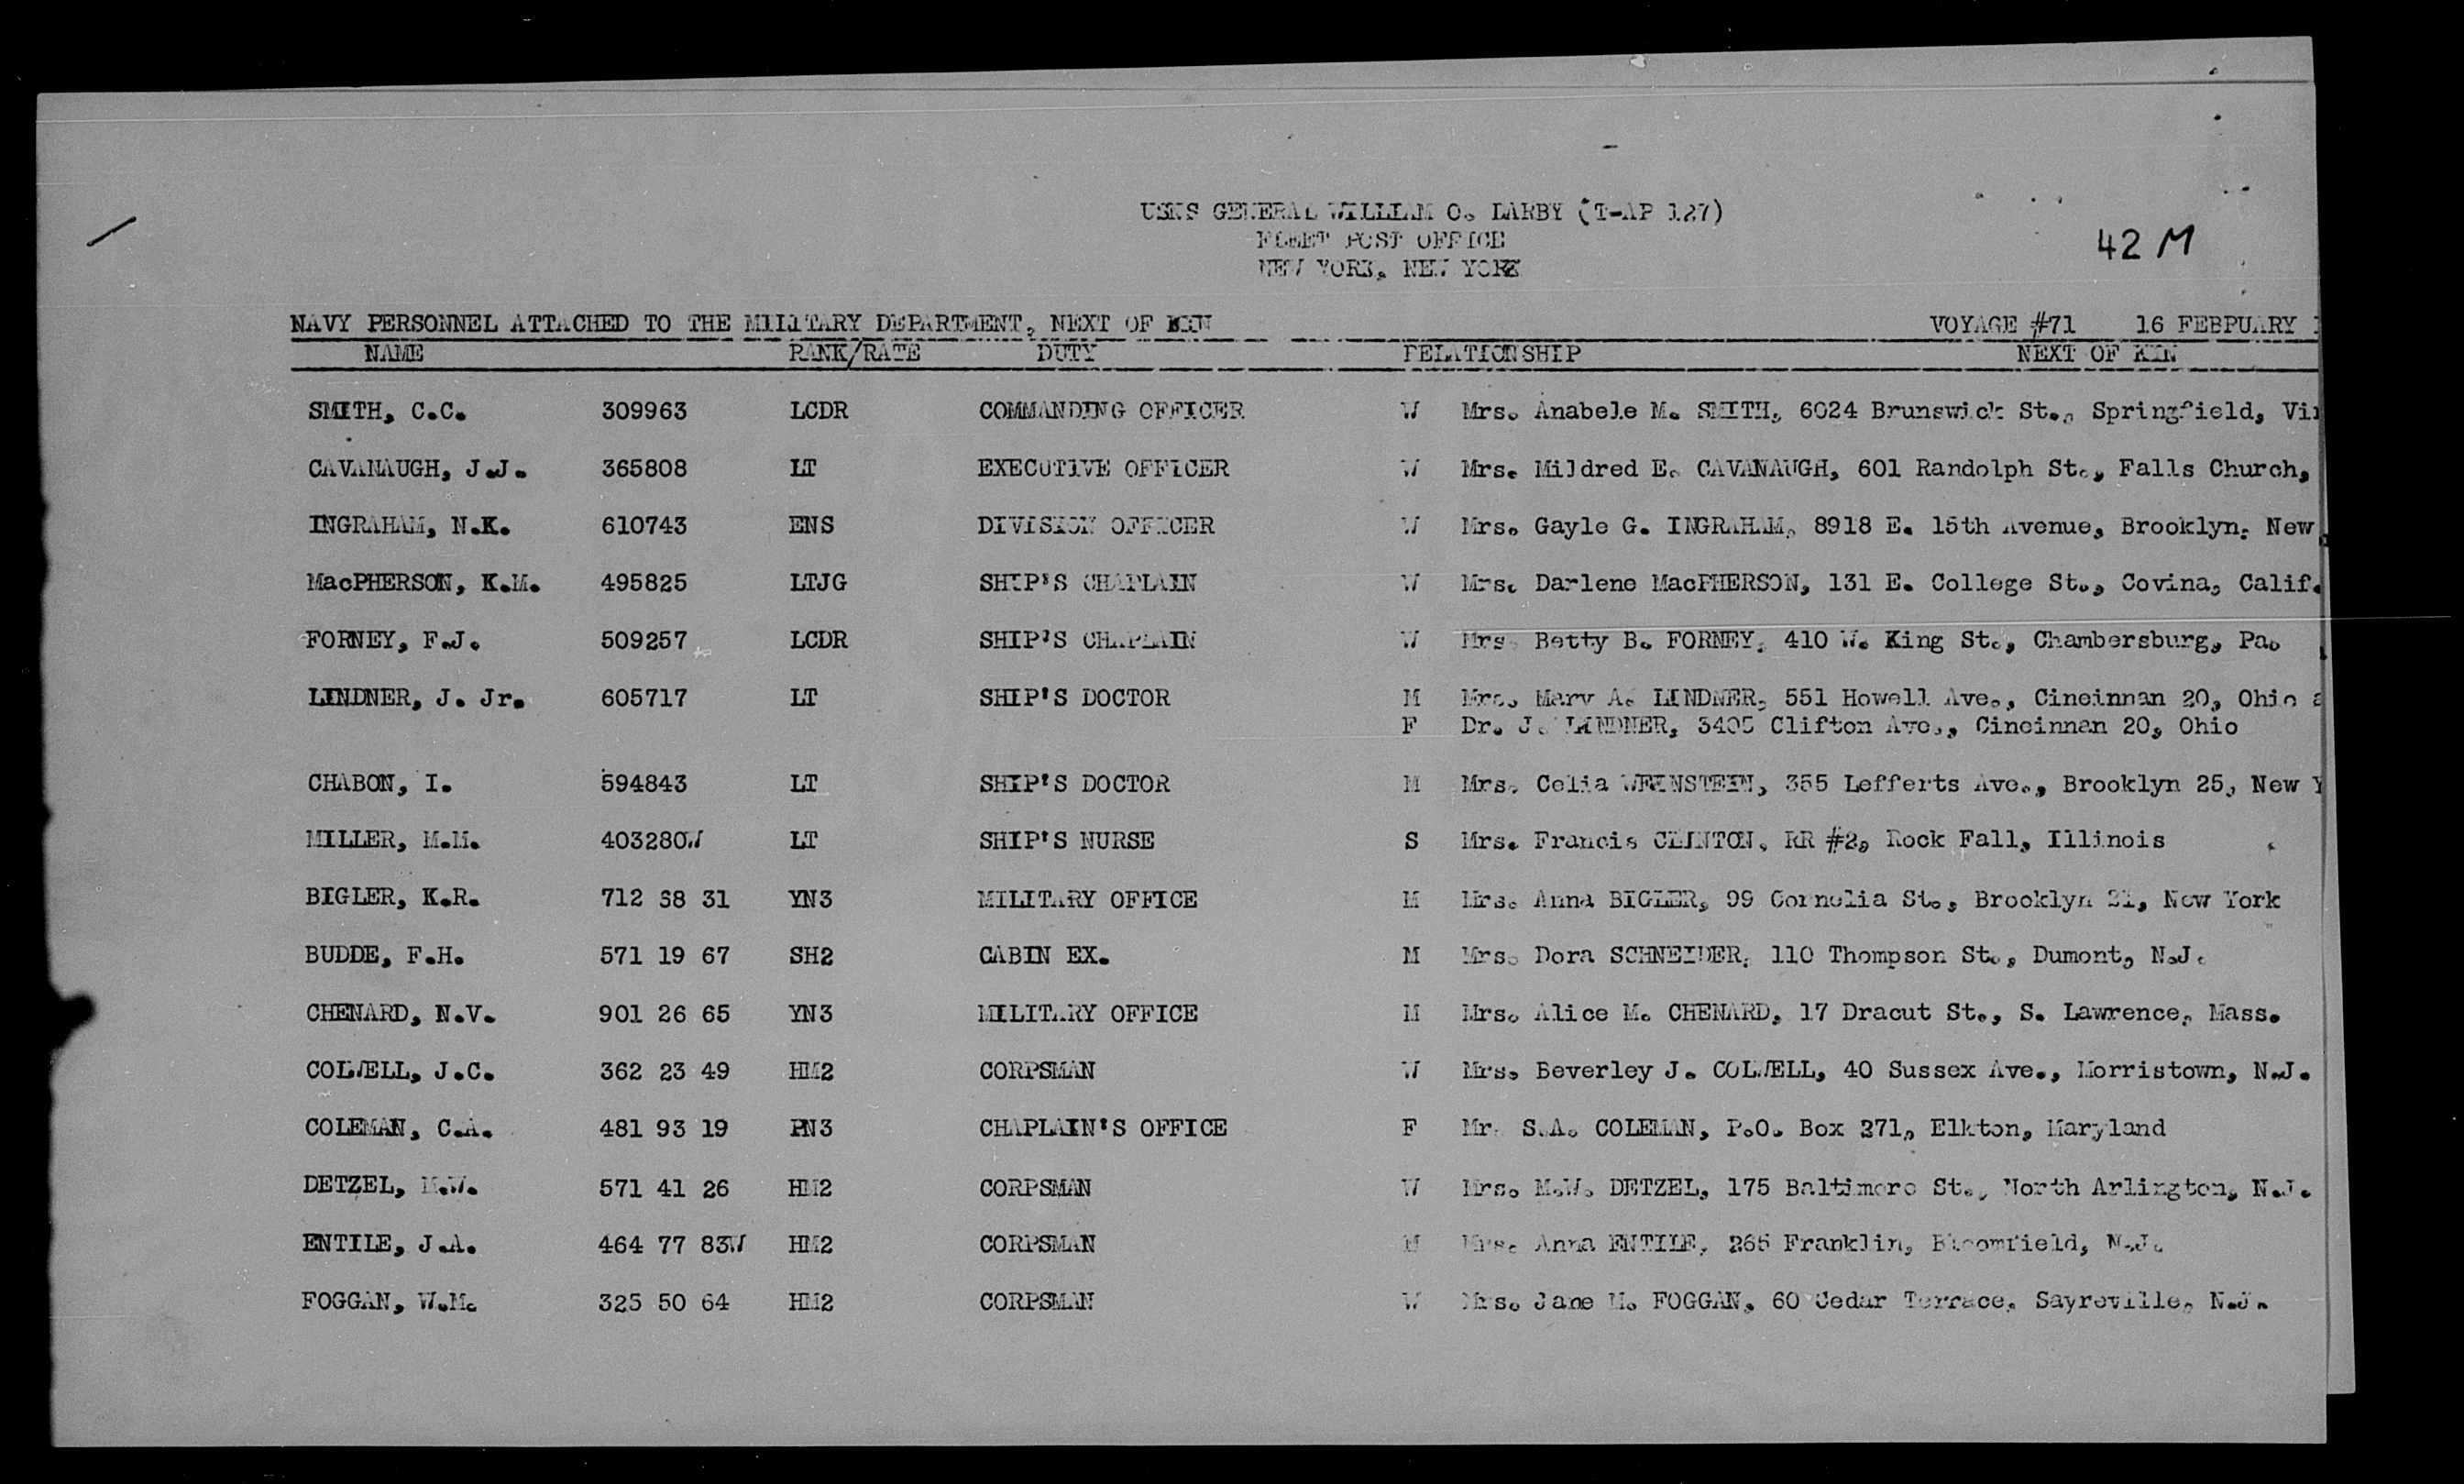 USNS GENERAL WILLIAM O. DARBY (T-AP 127)
FLEET POST OFFICE
NEW YORK, NEW YORK
42 M
NAVY PERSONNEL ATTACHED TO THE MILITARY DEPARTMENT, NEXT OF KIN VOYAGE #71 16 FEBRUARY
NAME RANK/RATE DUTY RELATIONSHIP NEXT OF KIN
SMITH, C.C. 309963 LCDR COMMANDING OFFICER W Mrs. Anabele M. SMITH, 6024 Brunswick St., Springfield,
CAVANAUGH, J.J. 365808 LT EXECUTIVE OFFICER W Mrs. Mildred E. CAVANAUGH, 601 Randolph St., Falls Church,
INGRAHAM, N.K. 610743 ENS DIVISION OFFICER W Mrs. Gayle G. INGRAHAM, 8918 E. 15th Avenue, Brooklyn, New
MacPHERSON, K.M. 495825 LTJG SHIP'S CHAPLAIN W Mrs. Darlene MacPHERSON, 131 E. College St., Covina, Calif.
FORNEY, F.J. 509257 LCDR SHIP'S CHAPLAIN W Mrs. Betty B. FORNEY, 410 W. King St., Chambersburg, Pa.
LINDNER, J. Jr. 605717 LT SHIP'S DOCTOR M Mrs. Mary A. LINDNER, 551 Howell Ave., Cincinnan 20, Ohio
F Dr. J. LINDNER, 3405 Clifton Ave., Cincinnan 20, Ohio
CHABON, I. 594843 LT SHIP'S DOCTOR M Mrs. Celia WEINSTEIN, 355 Lefferts Ave., Brooklyn 25, New
MILLER, M.M. 403280W LT SHIP'S NURSE S Mrs. Francis CLINTON, RR #2, Rock Fall, Illinois
BIGLER, K.R. 712 38 31 YN3 MILITARY OFFICE M Mrs. Anna BIGLER, 99 Cornelia St., Brooklyn 21, New York
BUDDE, F.H. 571 19 67 SH2 CABIN EX. M Mrs. Dora SCHNEIDER, 110 Thompson St., Dumont, N.J.
CHENARD, N.V. 901 26 65 YN3 MILITARY OFFICE M Mrs. Alice M. CHENARD, 17 Dracut St., S. Lawrence, Mass.
COLWELL, J.C. 362 23 49 HM2 CORPSMAN W Mrs. Beverley J. COLWELL, 40 Sussex Ave., Morristown, N.J.
COLEMAN, C.A. 481 93 19 PN3 CHAPLAIN'S OFFICE F Mr. S.A. COLEMAN, P.O. Box 271, Elkton, Maryland
DETZEL, M.W. 571 41 26 HM2 CORPSMAN W Mrs. M.W. DETZEL, 175 Baltimore St., North Arlington, N.J.
ENTILE, J.A. 464 77 83W HM2 CORPSMAN M Mrs. Anna ENTILE, 265 Franklin, Bloomfield, N.J.
FOGGAN, W.M. 325 50 64 HM2 CORPSMAN W Mrs. Jane M. FOGGAN, 60 Cedar Terrace, Sayreville, N.J.